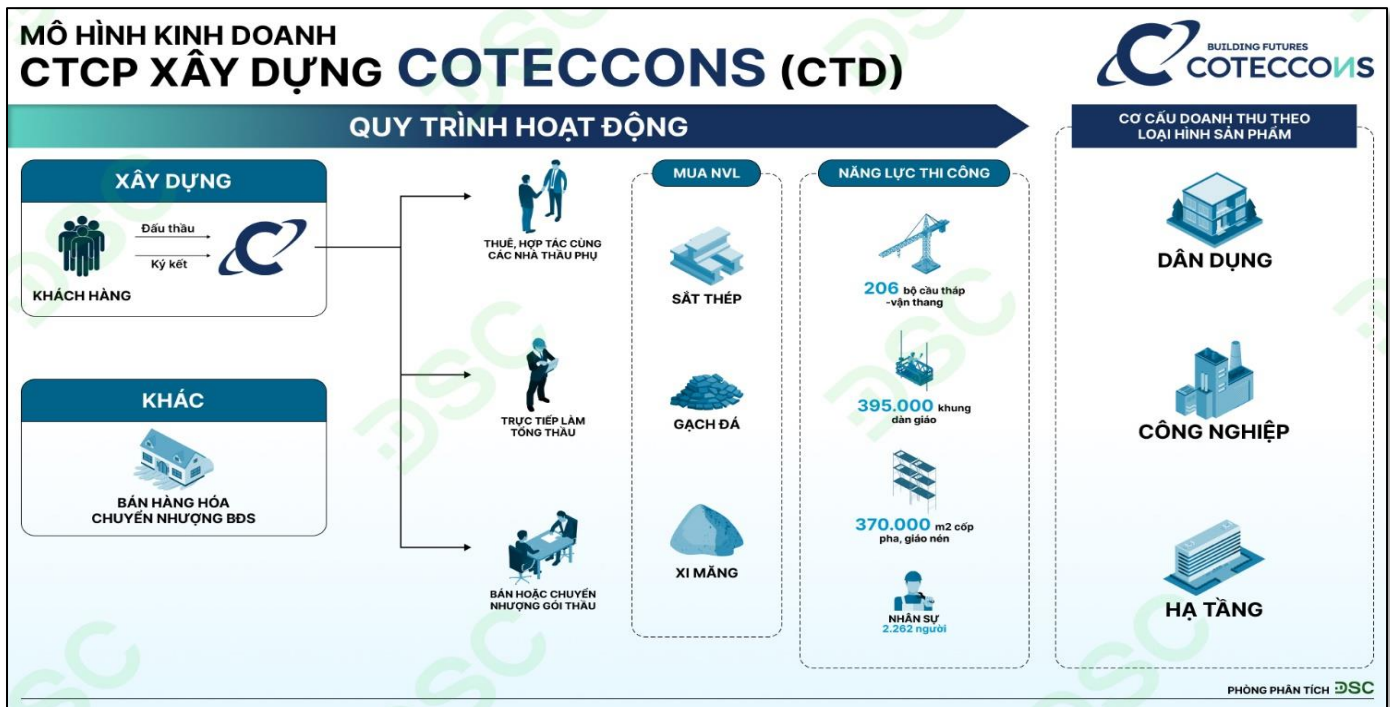 MÔ HÌNH KINH DOANH
CTCP XÂY DỰNG COTECCONS (CTD)
BUILDING FUTURES
COTECCONS
QUY TRÌNH HOẠT ĐỘNG
CƠ CẤU DOANH THU THEO
LOẠI HÌNH SẢN PHẨM
XÂY DỰNG
Đấu thầu
Ký kết
KHÁCH HÀNG
KHÁC
BÁN HÀNG HÓA
CHUYỂN NHƯỢNG BĐS
THUÊ, HỢP TÁC CÙNG
CÁC NHÀ THẦU PHỤ
TRỰC TIẾP LÀM
TỔNG THẦU
BÁN HOẶC CHUYỂN
NHƯỢNG GÓI THẦU
MUA NVL
SẮT THÉP
GẠCH ĐÁ
XI MĂNG
NĂNG LỰC THI CÔNG
206 bộ cầu tháp
-vận thang
395.000 khung
dàn giáo
370.000 m2 cốp
pha, giáo nén
NHÂN SỰ
2.262 người
DÂN DỤNG
CÔNG NGHIỆP
HẠ TẦNG
PHÒNG PHÂN TÍCH DSC